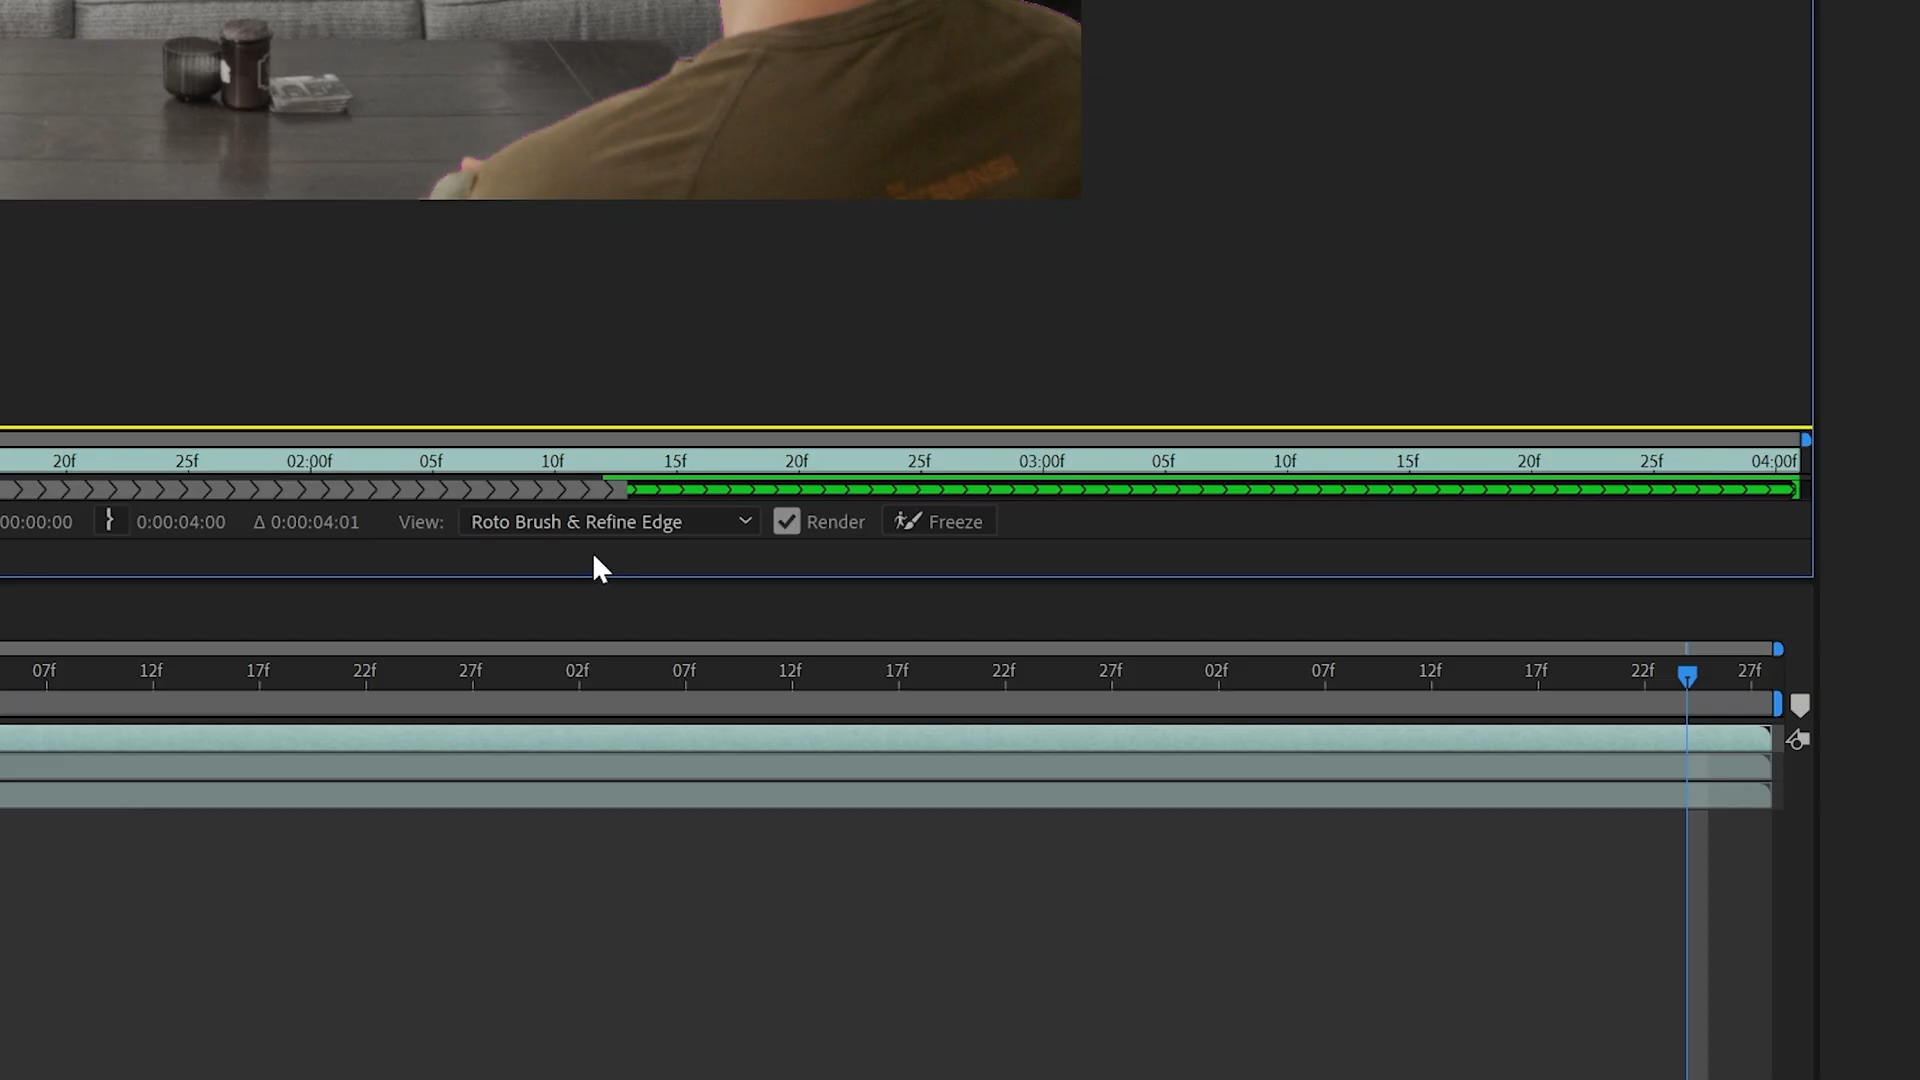 20f 25f 02:00f 05f 10f 15f 20f 25f 03:00f 05f 10f 15f 20f 25f 04:00f
00:00:00 0:00:04:00 Δ 0:00:04:01 View: Roto Brush & Refine Edge Render Freeze
07f 12f 17f 22f 27f 02f 07f 12f 17f 22f 27f 02f 07f 12f 17f 22f 27f